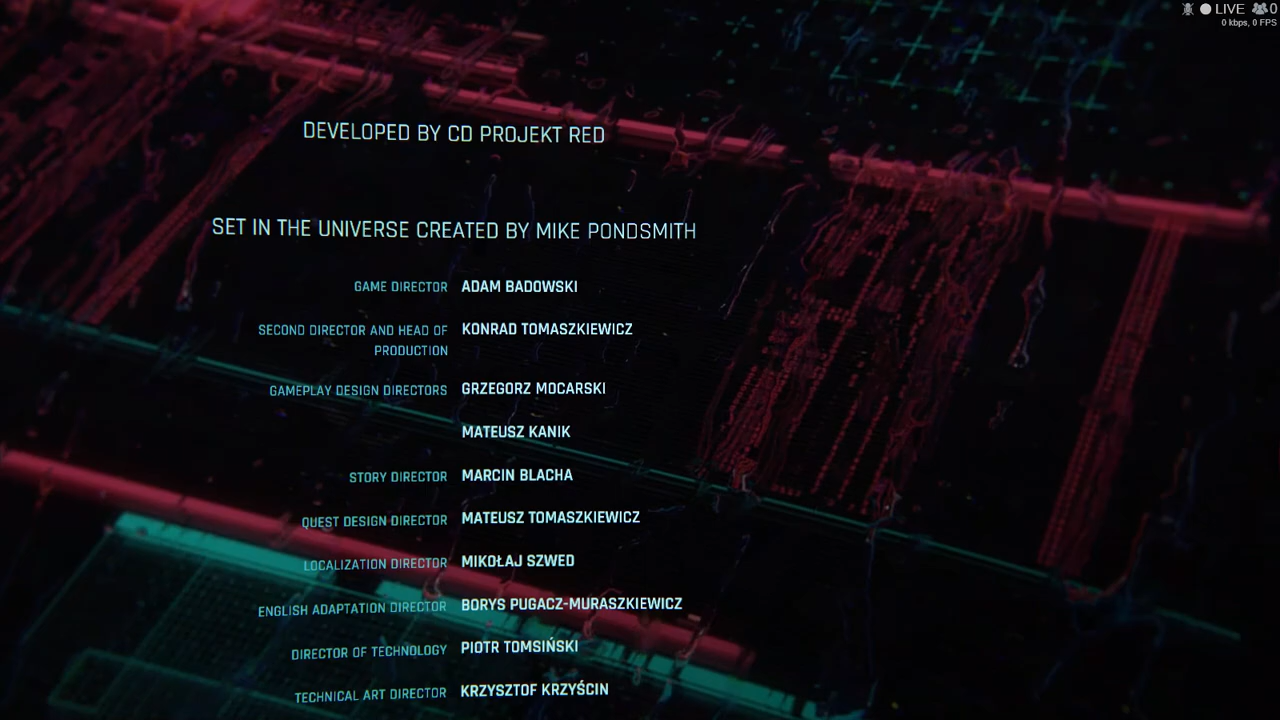 LIVE 0
0 kbps, 0 FPS
DEVELOPED BY CD PROJEKT RED
SET IN THE UNIVERSE CREATED BY MIKE PONDSMITH
GAME DIRECTOR ADAM BADOWSKI
SECOND DIRECTOR AND HEAD OF KONRAD TOMASZKIEWICZ
PRODUCTION
GAMEPLAY DESIGN DIRECTORS GRZEGORZ MOCARSKI
MATEUSZ KANIK
STORY DIRECTOR MARCIN BLACHA
QUEST DESIGN DIRECTOR MATEUSZ TOMASZKIEWICZ
LOCALIZATION DIRECTOR MIKOŁAJ SZWED
ENGLISH ADAPTATION DIRECTOR BORYS PUGACZ-MURASZKIEWICZ
DIRECTOR OF TECHNOLOGY PIOTR TOMSIŃSKI
TECHNICAL ART DIRECTOR KRZYSZTOF KRZYŚCIN